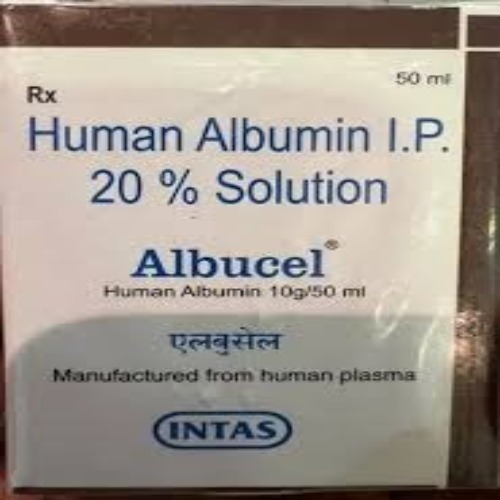 50 ml
Rx
Human Albumin I.P.
20 % Solution
Albucel®
Human Albumin 10g/50 ml
एलबुसेल
Manufactured from human plasma
INTAS